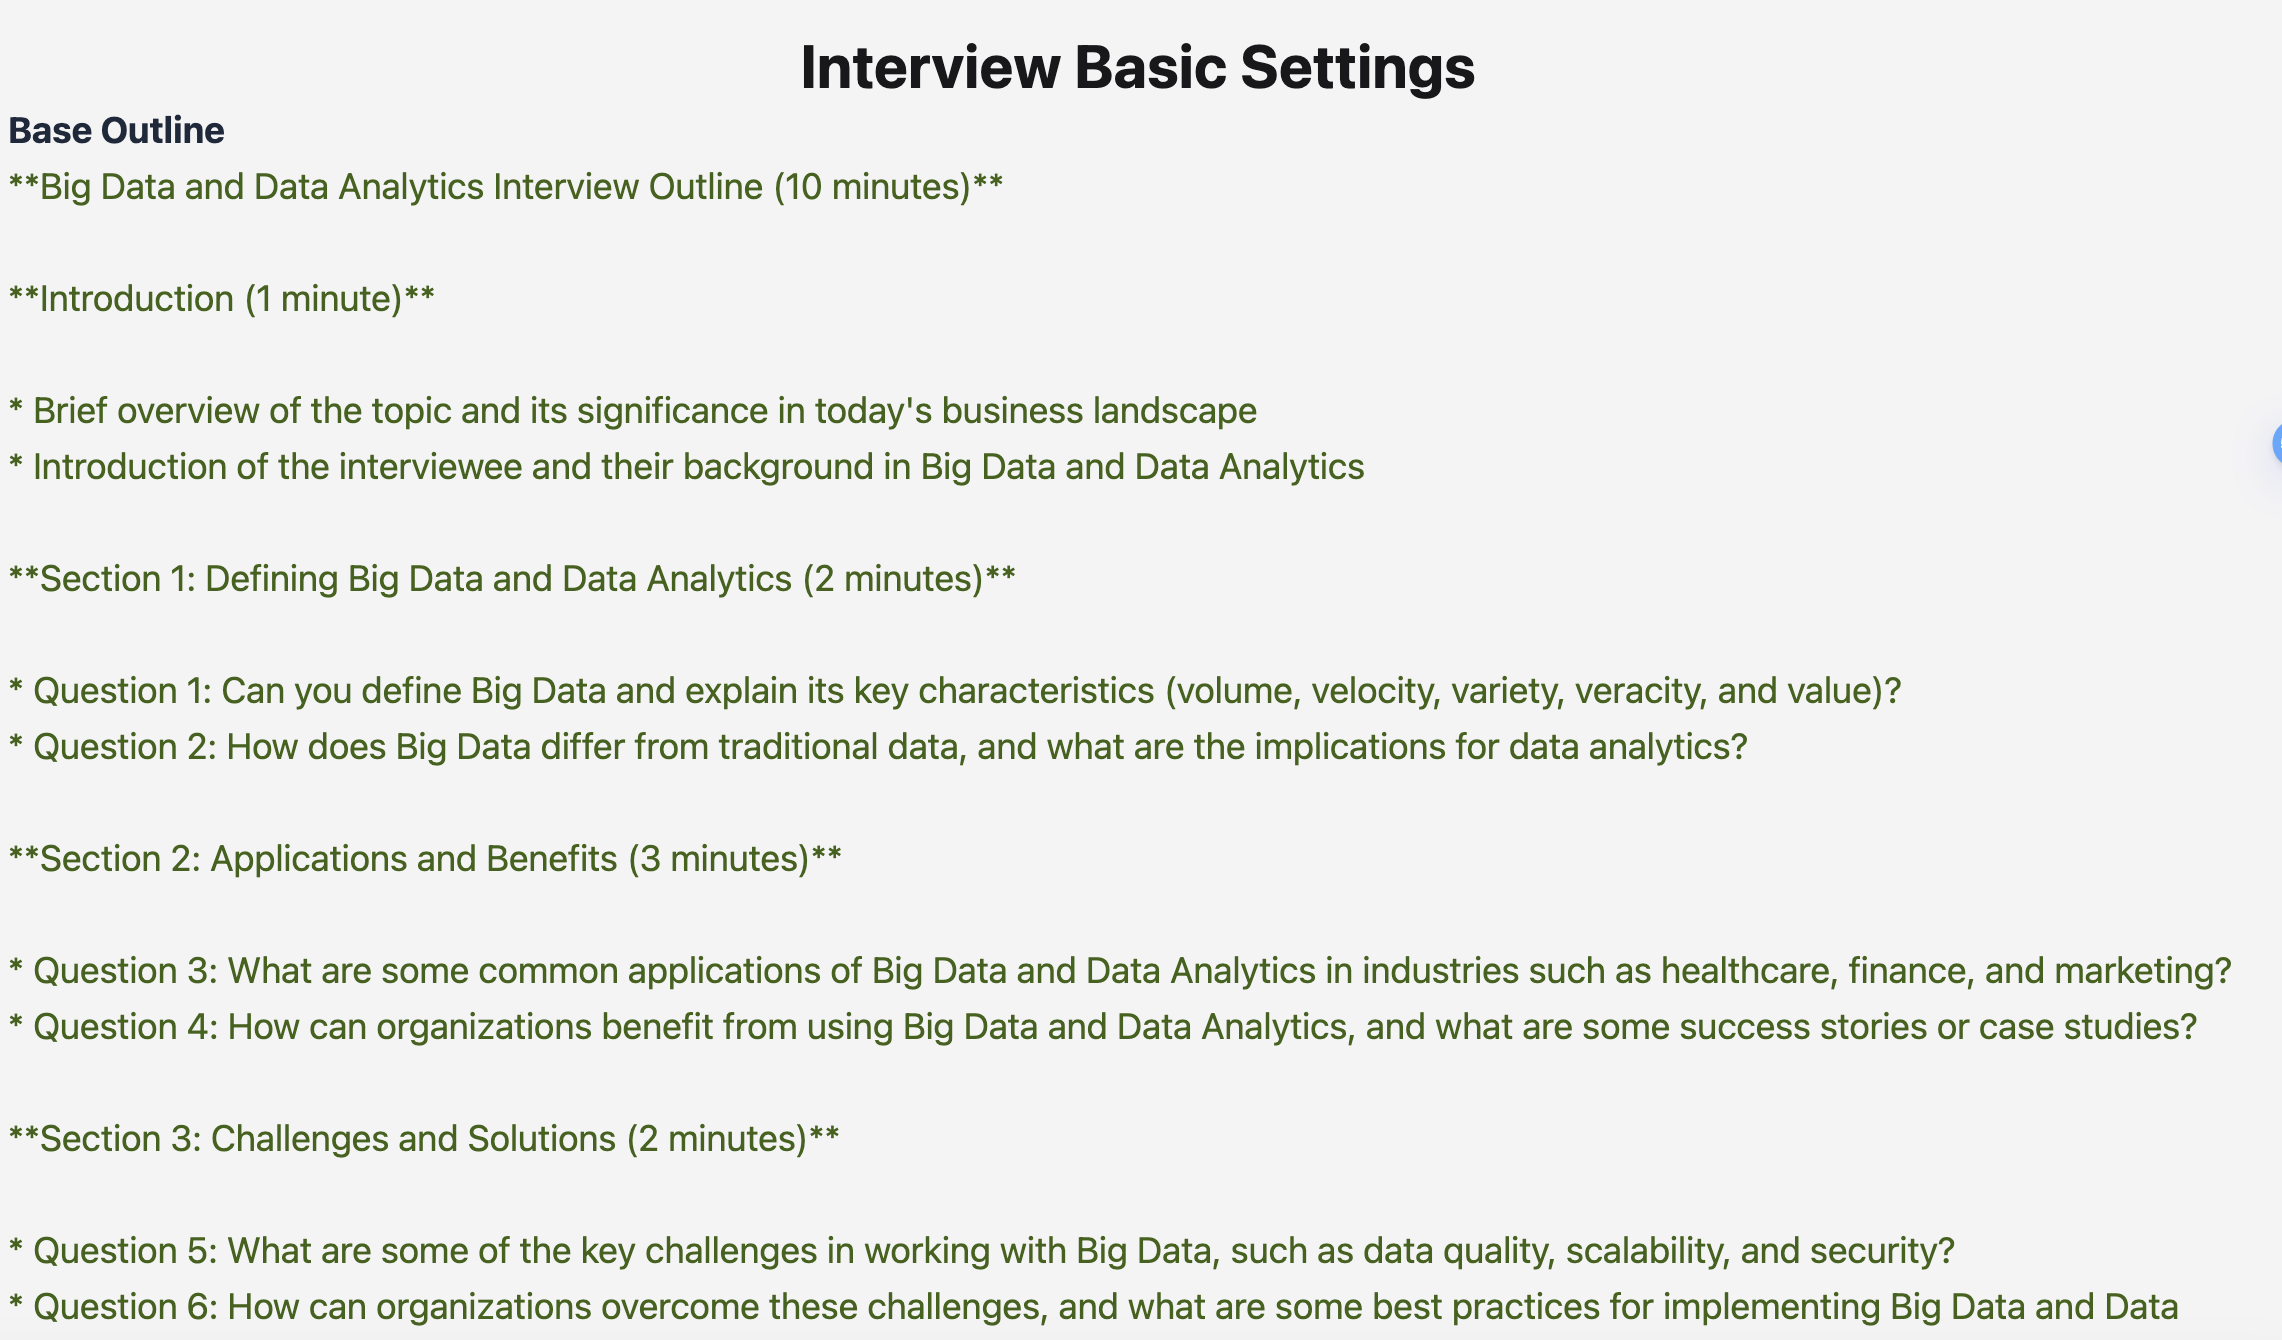 Interview Basic Settings
Base Outline
**Big Data and Data Analytics Interview Outline (10 minutes)**
**Introduction (1 minute)**
* Brief overview of the topic and its significance in today's business landscape
* Introduction of the interviewee and their background in Big Data and Data Analytics
**Section 1: Defining Big Data and Data Analytics (2 minutes)**
* Question 1: Can you define Big Data and explain its key characteristics (volume, velocity, variety, veracity, and value)?
* Question 2: How does Big Data differ from traditional data, and what are the implications for data analytics?
**Section 2: Applications and Benefits (3 minutes)**
* Question 3: What are some common applications of Big Data and Data Analytics in industries such as healthcare, finance, and marketing?
* Question 4: How can organizations benefit from using Big Data and Data Analytics, and what are some success stories or case studies?
**Section 3: Challenges and Solutions (2 minutes)**
* Question 5: What are some of the key challenges in working with Big Data, such as data quality, scalability, and security?
* Question 6: How can organizations overcome these challenges, and what are some best practices for implementing Big Data and Data